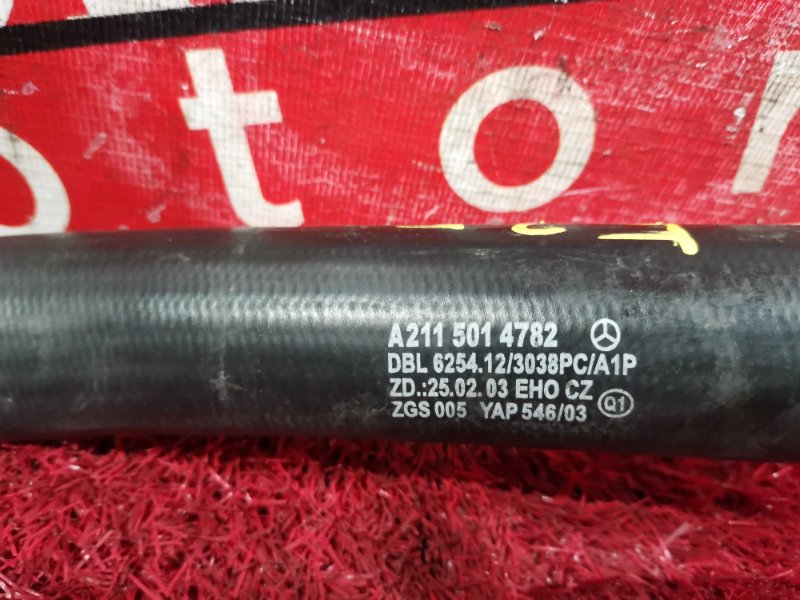 otor
A211 501 4782
DBL 6254.12/3038PC/A1P
ZD.:25.02.03 EHO CZ
ZGS 005 YAP 546/03 Q1